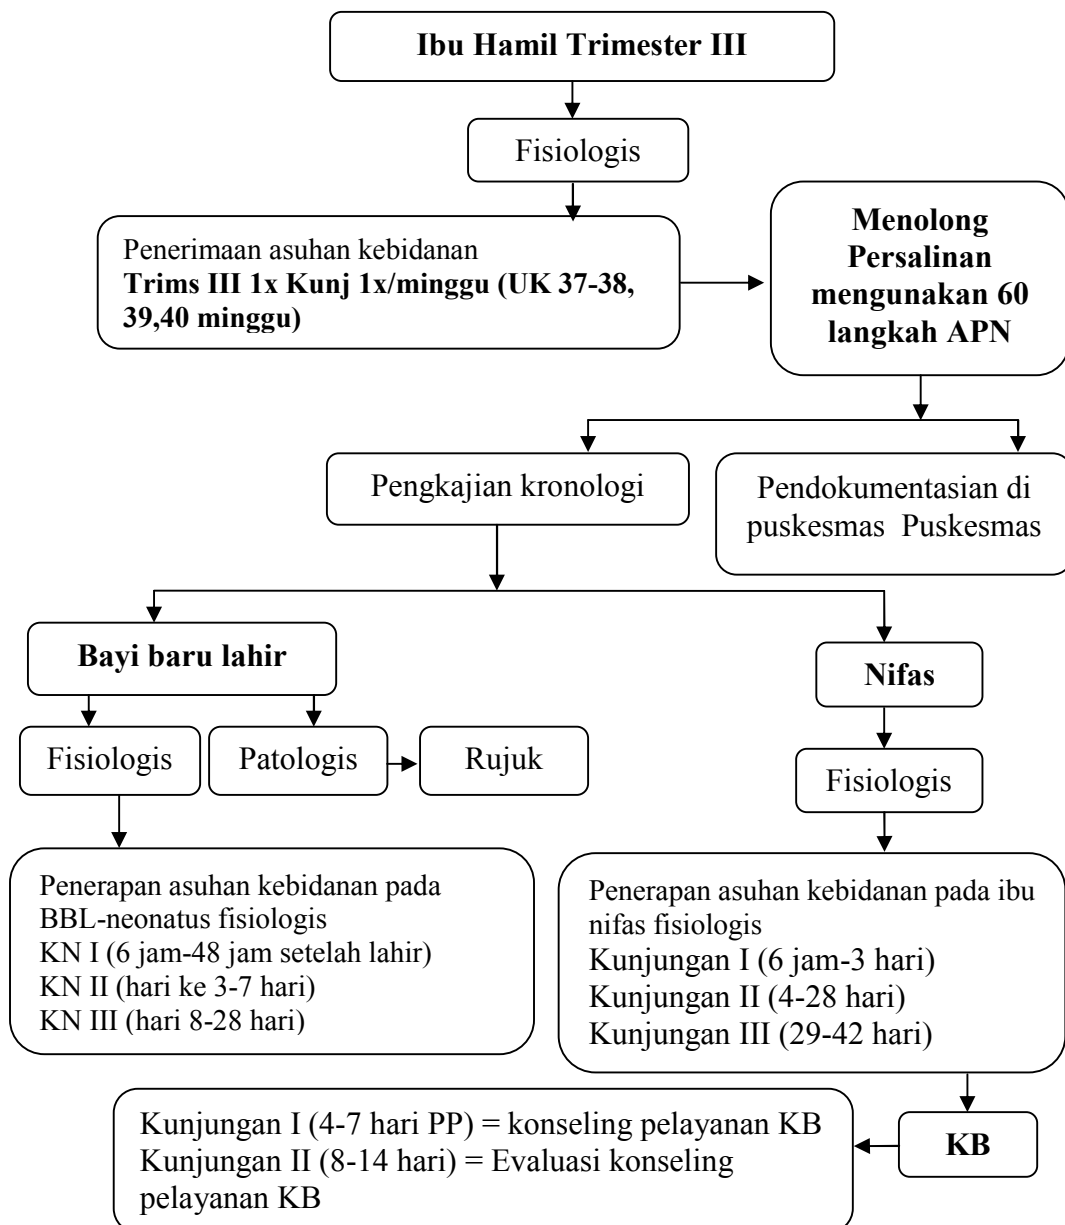 Ibu Hamil Trimester III
Fisiologis
Penerimaan asuhan kebidanan
Trims III 1x Kunj 1x/minggu (UK 37-38,
39,40 minggu)
Menolong
Persalinan
mengunakan 60
langkah APN
Pengkajian kronologi
Pendokumentasian di
puskesmas Puskesmas
Bayi baru lahir
Nifas
Fisiologis
Patologis
Rujuk
Fisiologis
Penerapan asuhan kebidanan pada
BBL-neonatus fisiologis
KN I (6 jam-48 jam setelah lahir)
KN II (hari ke 3-7 hari)
KN III (hari 8-28 hari)
Penerapan asuhan kebidanan pada ibu
nifas fisiologis
Kunjungan I (6 jam-3 hari)
Kunjungan II (4-28 hari)
Kunjungan III (29-42 hari)
Kunjungan I (4-7 hari PP) = konseling pelayanan KB
Kunjungan II (8-14 hari) = Evaluasi konseling
pelayanan KB
KB